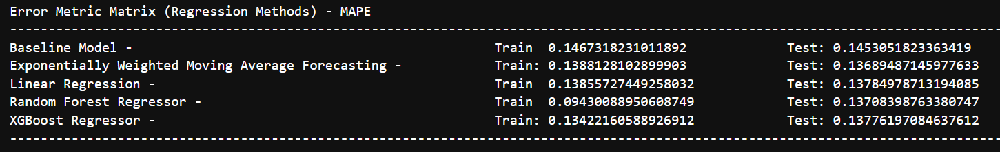 Error Metric Matrix (Regression Methods) - MAPE
--------------------------------------------------------------------------------------------------------------------------------
Baseline Model - Train 0.1467318231011892 Test: 0.1453051823363419
Exponentially Weighted Moving Average Forecasting - Train: 0.1388128102899903 Test: 0.13689487145977633
Linear Regression - Train 0.13855727449258032 Test: 0.13784978713194085
Random Forest Regressor - Train 0.09430088950608749 Test: 0.13708398763380747
XGBoost Regressor - Train: 0.13422160588926912 Test: 0.13776197084637612
--------------------------------------------------------------------------------------------------------------------------------